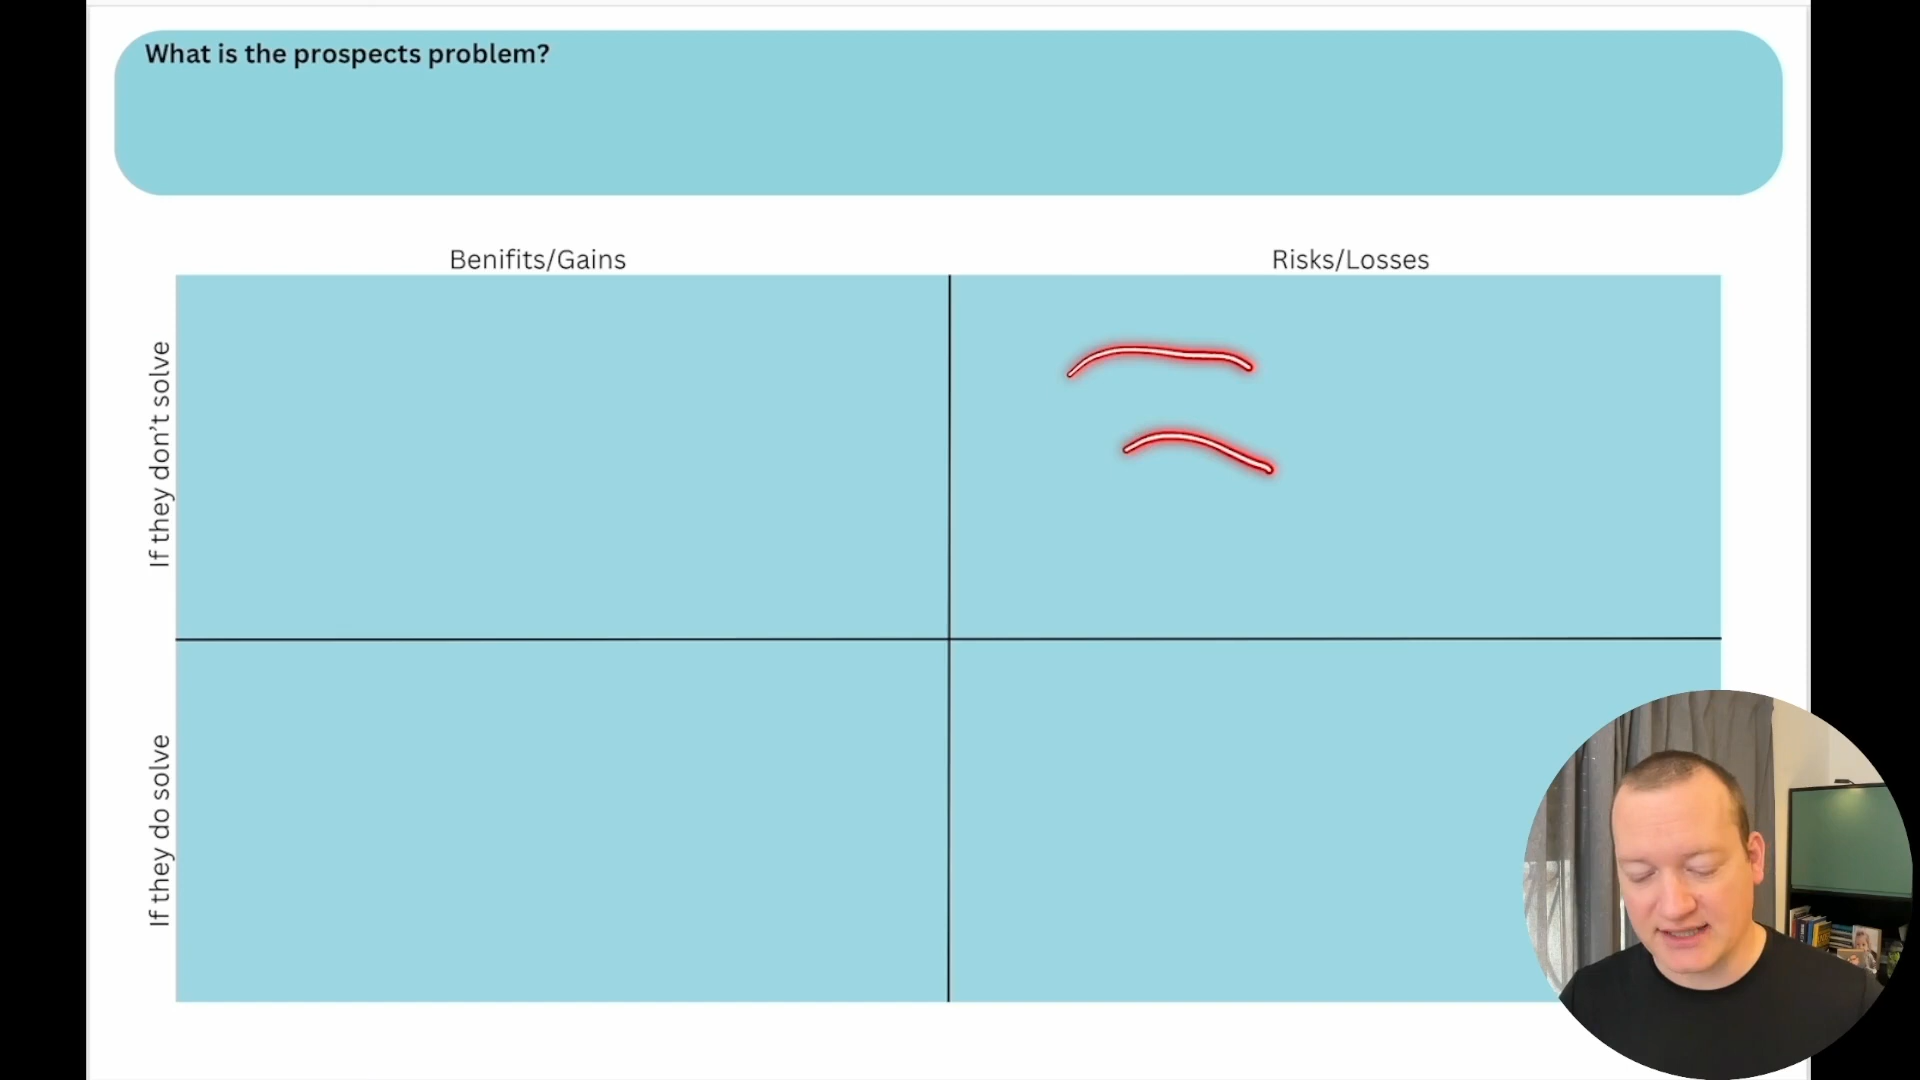 What is the prospects problem?
Benifits/Gains
Risks/Losses
If they don't solve
If they do solve